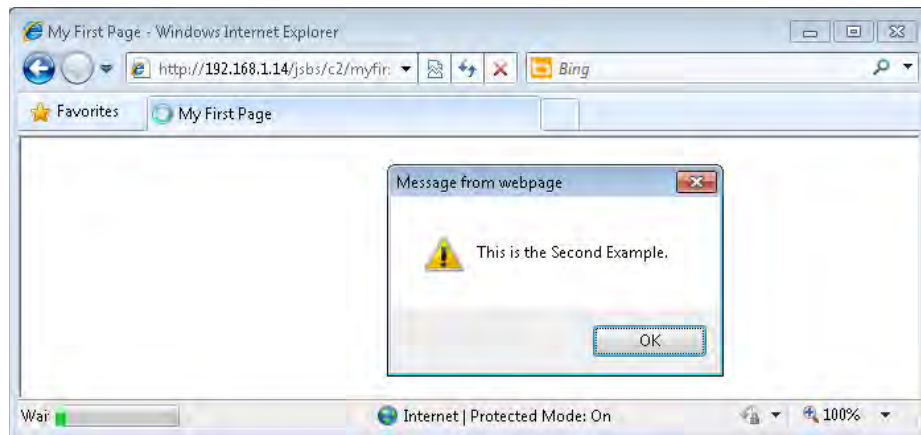 My First Page - Windows Internet Explorer
http://192.168.1.14/jsbs/c2/myfir:
Bing
Favorites
My First Page
Message from webpage
This is the Second Example.
OK
Wai
Internet | Protected Mode: On
100%